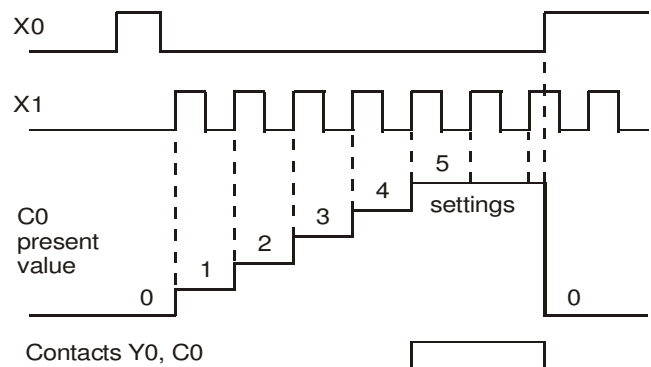 X0
X1
5
settings
4
3
2
1
0
0
C0
present
value
Contacts Y0, C0